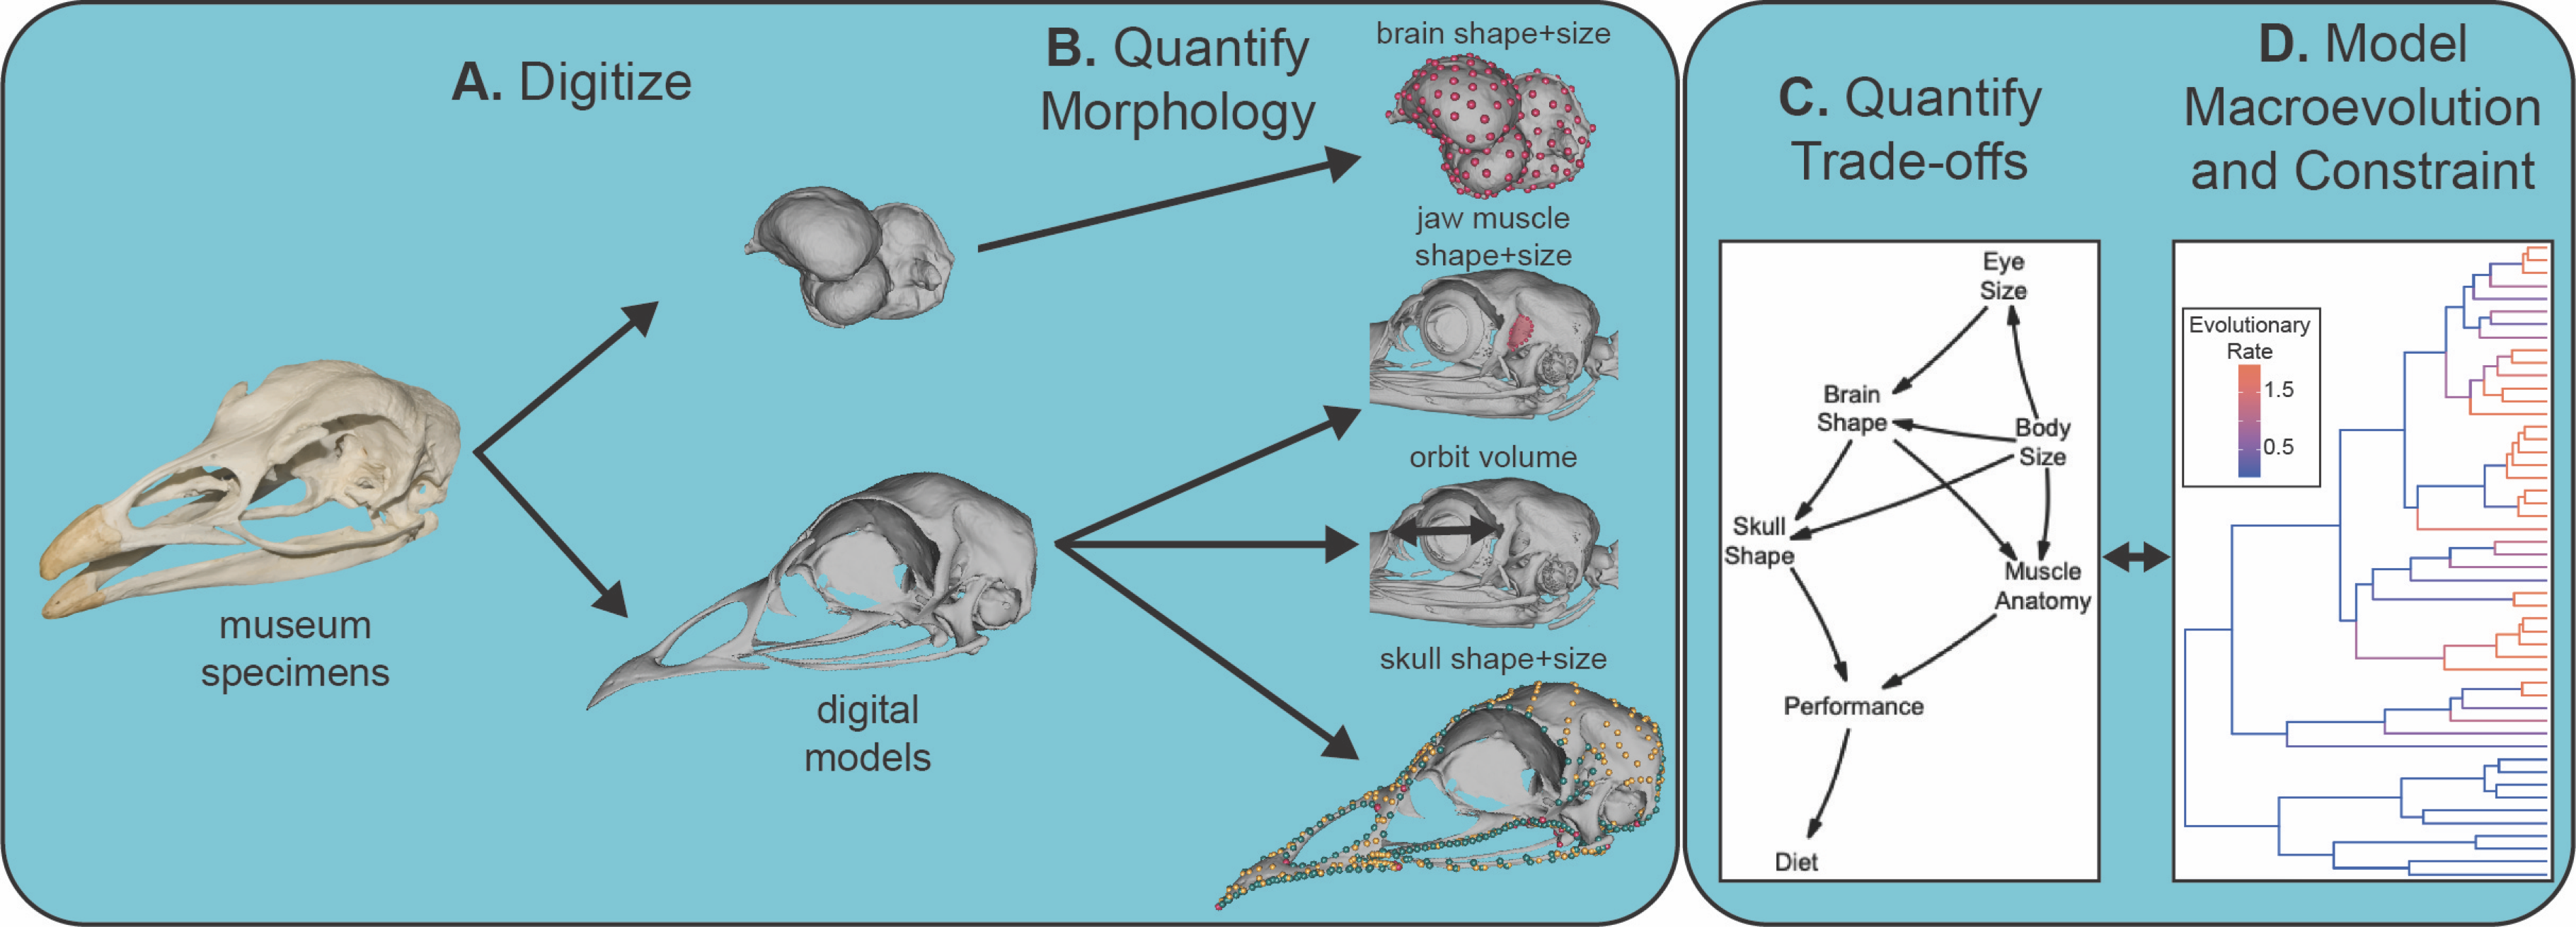 A. Digitize
museum
specimens
digital
models
B. Quantify
Morphology
brain shape+size
jaw muscle
shape+size
orbit volume
skull shape+size
C. Quantify
Trade-offs
Eye
Size
Brain
Shape
Body
Size
Skull
Shape
Muscle
Anatomy
Performance
Diet
D. Model
Macroevolution
and Constraint
Evolutionary
Rate
1.5
0.5